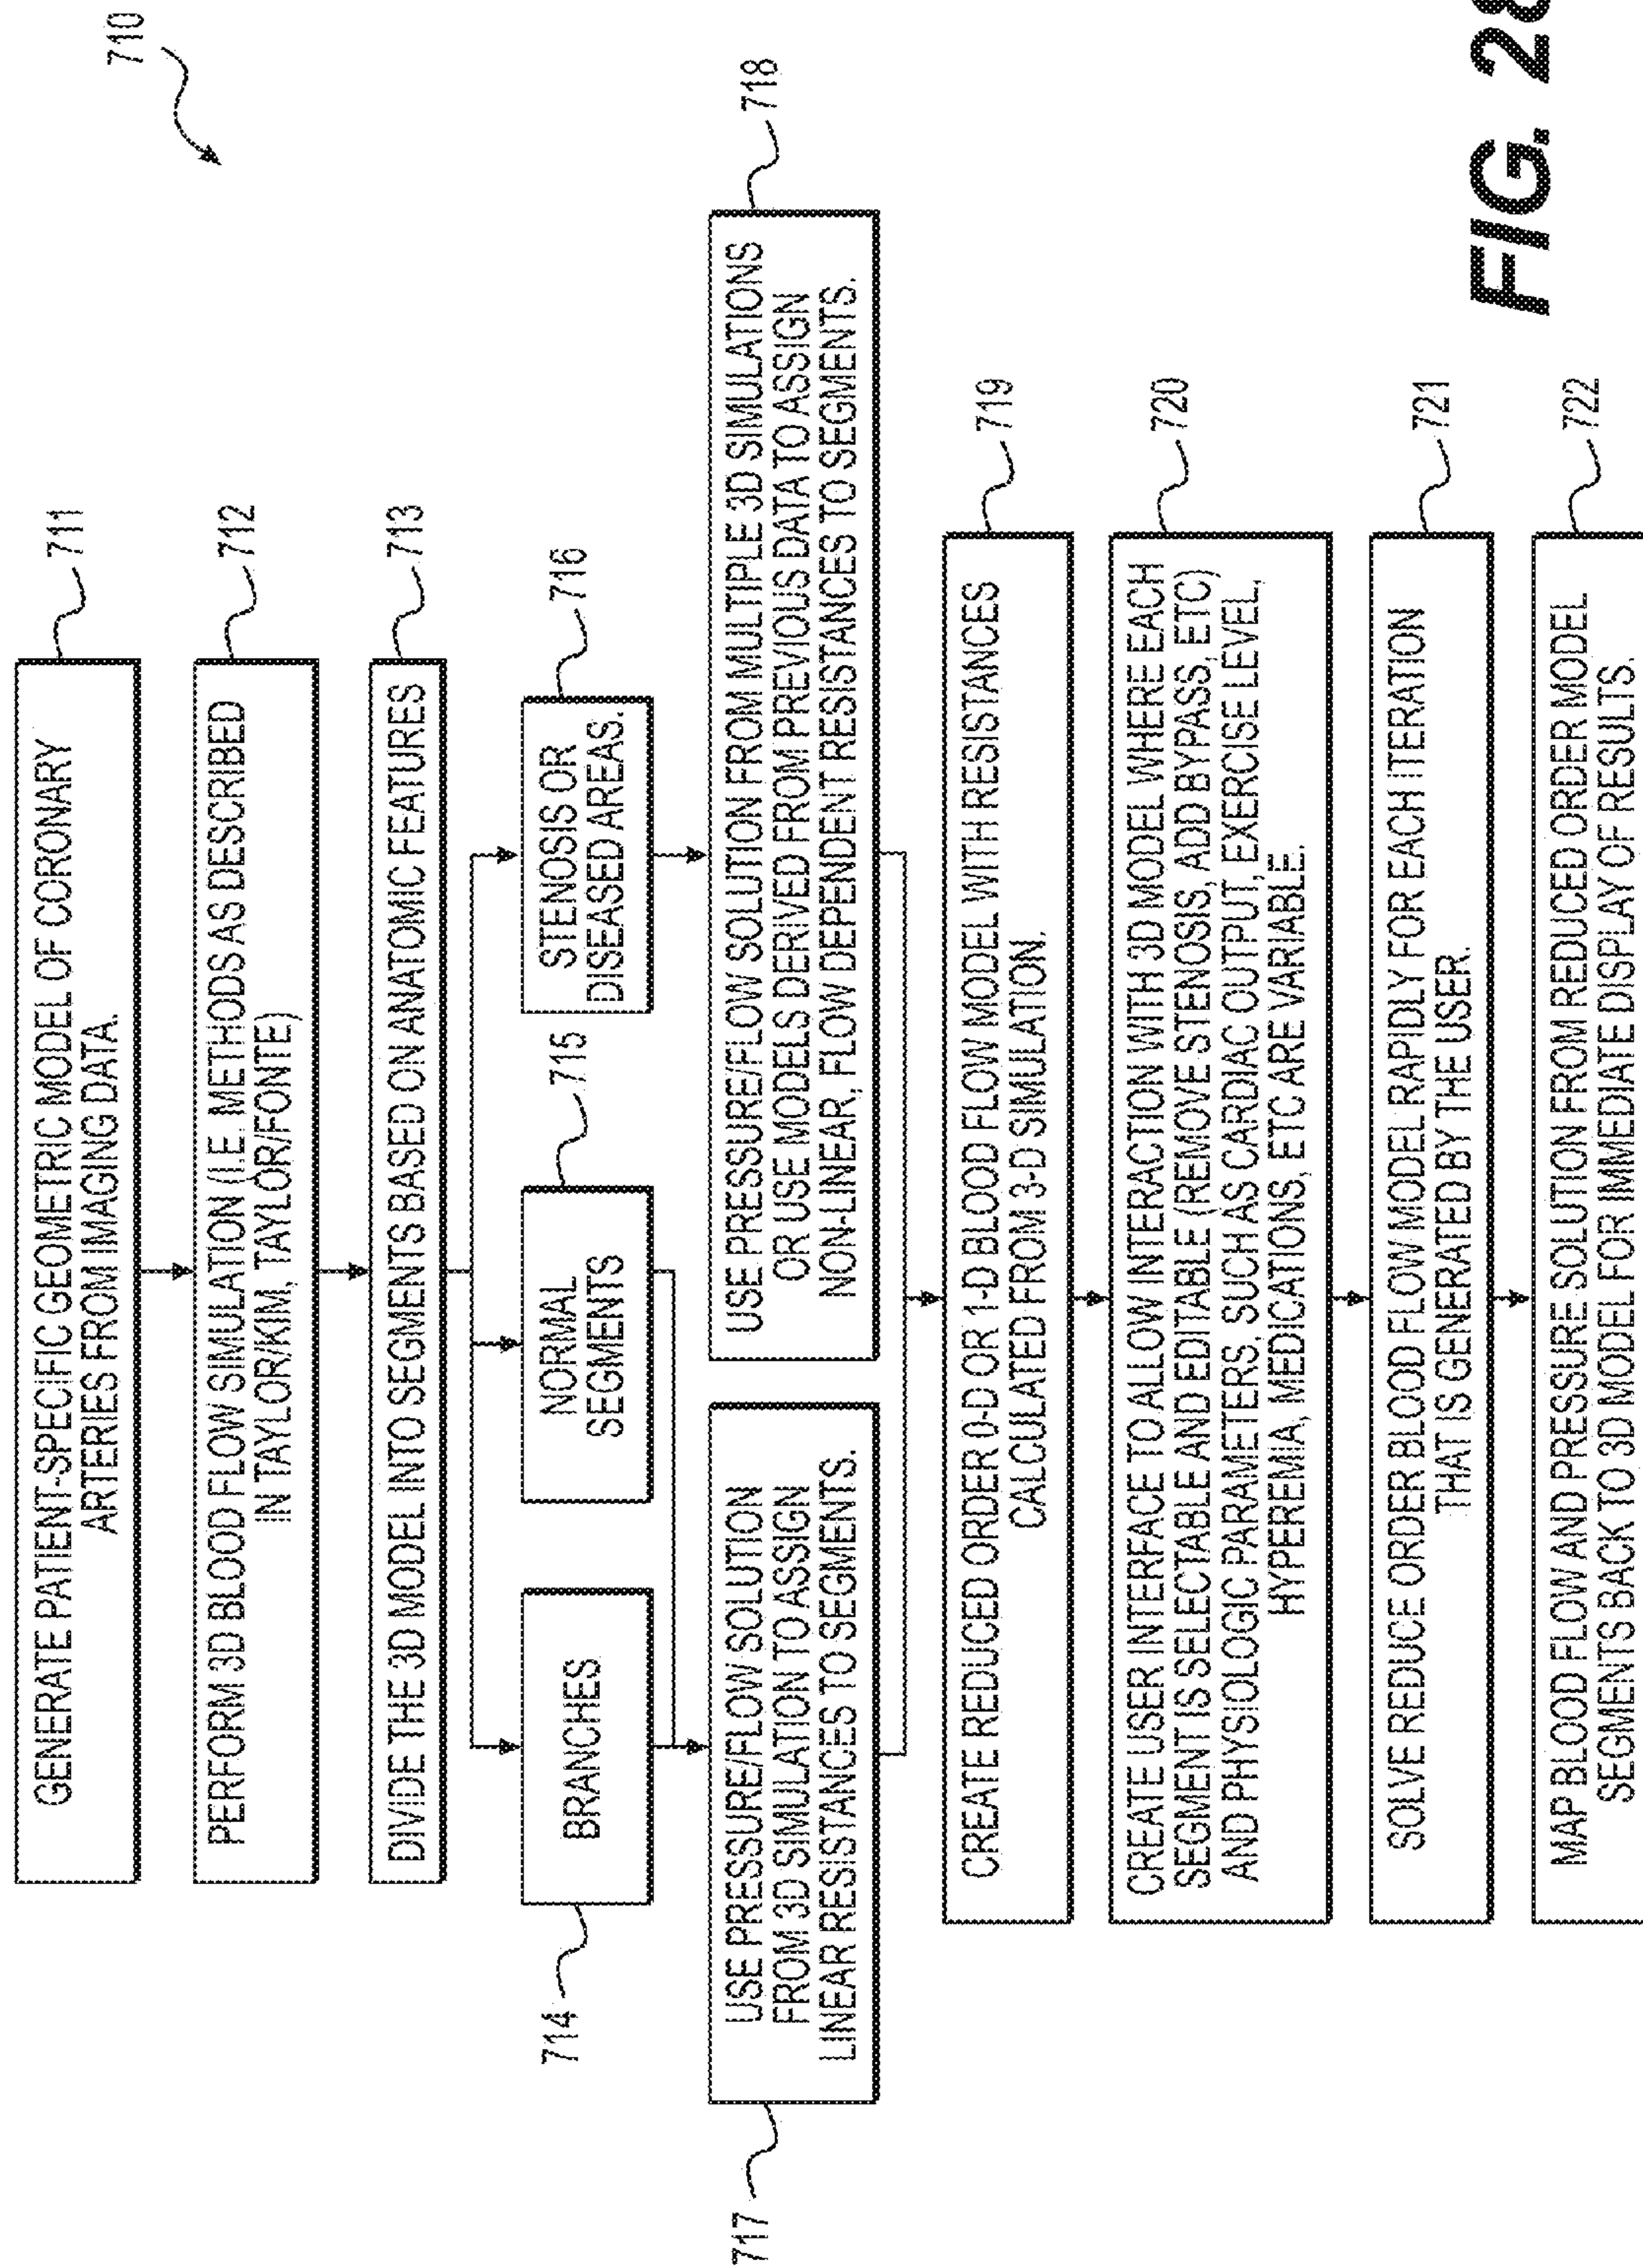 710
GENERATE PATIENT-SPECIFIC GEOMETRIC MODEL OF CORONARY
ARTERIES FROM IMAGING DATA.
711
PERFORM 3D BLOOD FLOW SIMULATION (I.E. METHODS AS DESCRIBED
IN TAYLOR/KIM, TAYLOR/FONTE)
712
DIVIDE THE 3D MODEL INTO SEGMENTS BASED ON ANATOMIC FEATURES
713
714
BRANCHES
NORMAL
SEGMENTS
715
STENOSIS OR
DISEASED AREAS.
716
717
USE PRESSURE/FLOW SOLUTION
FROM 3D SIMULATION TO ASSIGN
LINEAR RESISTANCES TO SEGMENTS.
USE PRESSURE/FLOW SOLUTION FROM MULTIPLE 3D SIMULATIONS
OR USE MODELS DERIVED FROM PREVIOUS DATA TO ASSIGN
NON-LINEAR, FLOW DEPENDENT RESISTANCES TO SEGMENTS.
718
CREATE REDUCED ORDER 0-D OR 1-D BLOOD FLOW MODEL WITH RESISTANCES
CALCULATED FROM 3-D SIMULATION.
719
CREATE USER INTERFACE TO ALLOW INTERACTION WITH 3D MODEL WHERE EACH
SEGMENT IS SELECTABLE AND EDITABLE (REMOVE STENOSIS, ADD BYPASS, ETC)
AND PHYSIOLOGIC PARAMETERS, SUCH AS CARDIAC OUTPUT, EXERCISE LEVEL,
HYPEREMIA, MEDICATIONS, ETC ARE VARIABLE.
720
SOLVE REDUCE ORDER BLOOD FLOW MODEL RAPIDLY FOR EACH ITERATION
THAT IS GENERATED BY THE USER.
721
MAP BLOOD FLOW AND PRESSURE SOLUTION FROM REDUCED ORDER MODEL
SEGMENTS BACK TO 3D MODEL FOR IMMEDIATE DISPLAY OF RESULTS.
722
FIG. 28